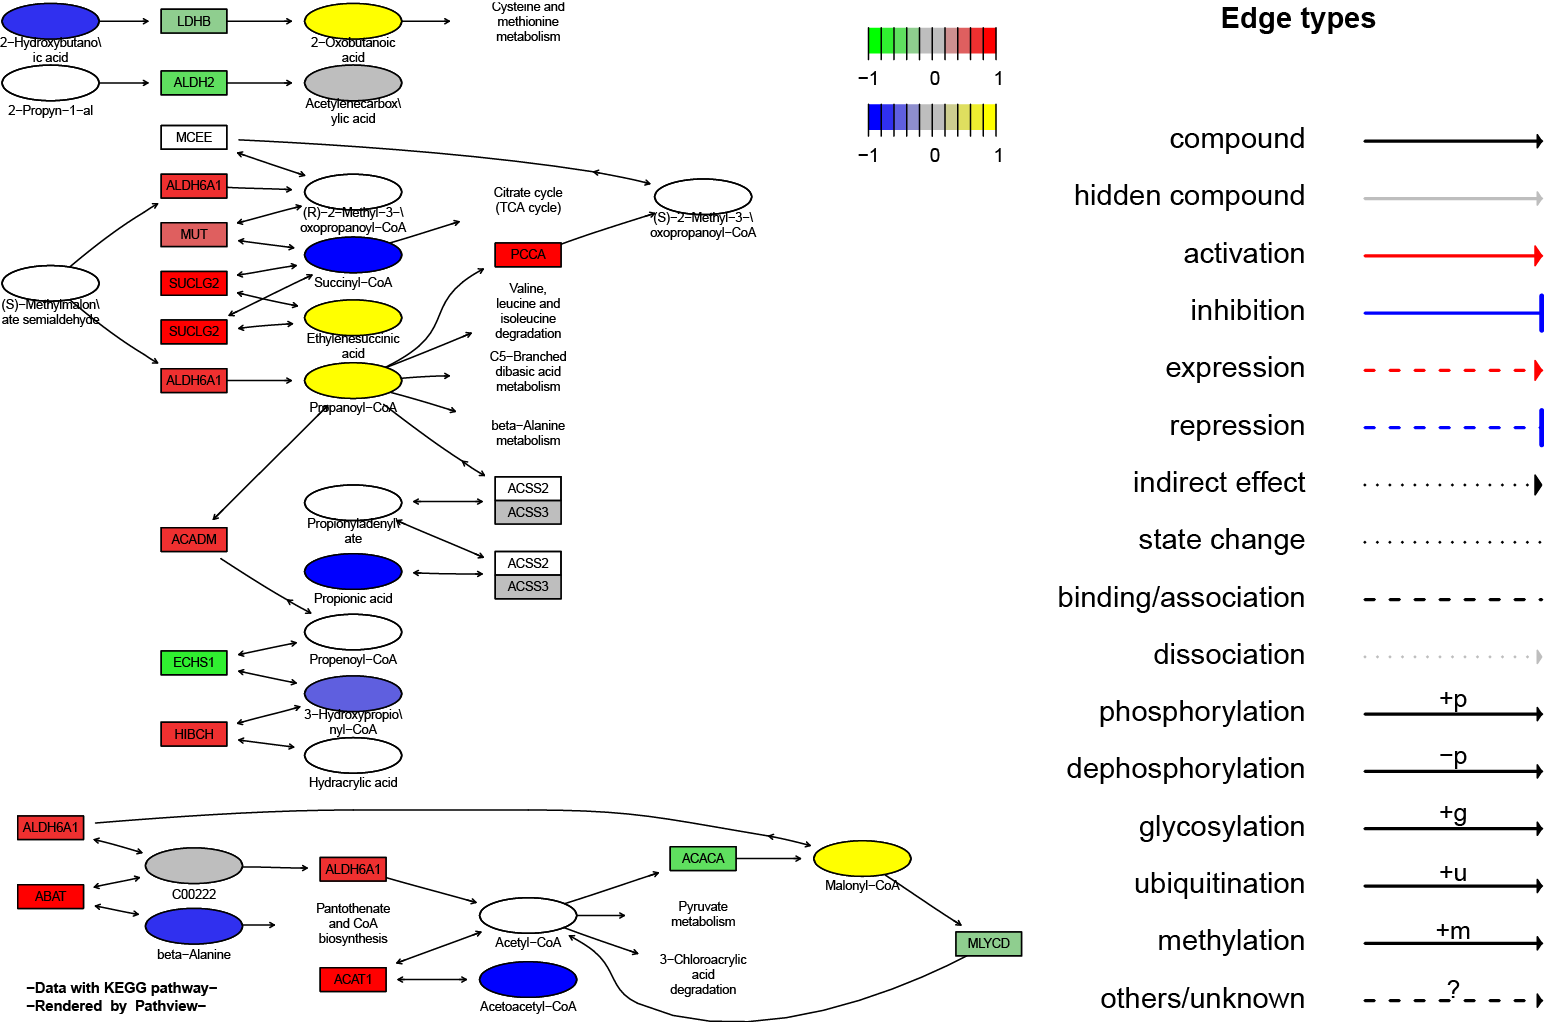 2−Hydroxybutano\
ic acid
LDHB
2−Oxobutanoic
acid
Cysteine and
methionine
metabolism
2−Propyn−1−al
ALDH2
Acetylenecarbox\
ylic acid
MCEE
ALDH6A1
(R)−2−Methyl−3−\
oxopropanoyl−CoA
MUT
Citrate cycle
(TCA cycle)
(S)−2−Methyl−3−\
oxopropanoyl−CoA
PCCA
Succinyl−CoA
SUCLG2
(S)−Methylmalon\
ate semialdehyde
SUCLG2
Ethylenesuccinic
acid
Valine,
leucine and
isoleucine
degradation
C5−Branched
dibasic acid
metabolism
ALDH6A1
Propanoyl−CoA
beta−Alanine
metabolism
ACSS2
ACSS3
Propionyladenyl\
ate
ACADM
ACSS2
ACSS3
Propionic acid
Propenoyl−CoA
ECHS1
3−Hydroxypropio\
nyl−CoA
HIBCH
Hydracrylic acid
ALDH6A1
C00222
ABAT
beta−Alanine
ALDH6A1
Pantothenate
and CoA
biosynthesis
Acetyl−CoA
ACAT1
Acetoacetyl−CoA
ACACA
Pyruvate
metabolism
3−Chloroacrylic
acid
degradation
Malonyl−CoA
MLYCD
−Data with KEGG pathway−
−Rendered by Pathview−
−1 0 1
−1 0 1
Edge types
compound
hidden compound
activation
inhibition
expression
repression
indirect effect
state change
binding/association
dissociation
phosphorylation +p
dephosphorylation −p
glycosylation +g
ubiquitination +u
methylation +m
others/unknown ?